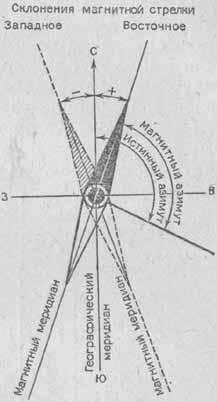 Склонения магнитной стрелки
Западное Восточное
С
− +
Магнитный азимут
Истинный азимут
З В
Магнитный меридиан
Географический
меридиан
магнитный меридиан
Ю